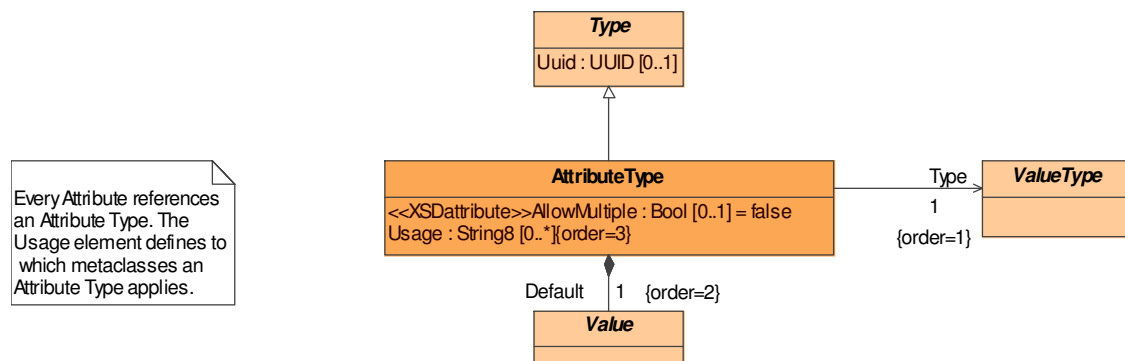 Type
Uuid : UUID [0..1]
Every Attribute references
an Attribute Type. The
Usage element defines to
which metaclasses an
Attribute Type applies.
AttributeType
<<XSDattribute>>AllowMultiple : Bool [0..1] = false
Usage : String8 [0..*]{order=3}
Type
1
{order=1}
ValueType
Default 1 {order=2}
Value